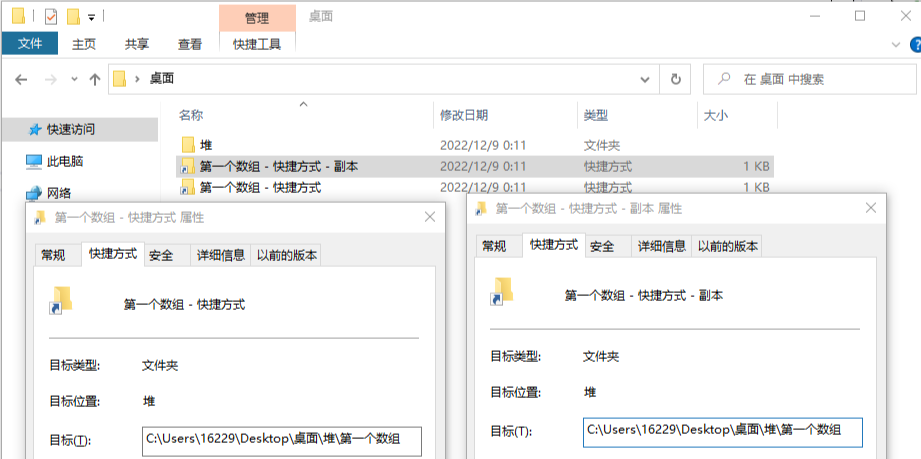 管理
桌面
文件 主页 共享 查看 快捷工具
桌面
在 桌面 中搜索
名称 修改日期 类型 大小
快速访问
此电脑
网络
堆 2022/12/9 0:11 文件夹
第一个数组 - 快捷方式 - 副本 2022/12/9 0:11 快捷方式 1 KB
第一个数组 - 快捷方式 2022/12/9 0:11 快捷方式 1 KB
第一个数组 - 快捷方式 属性
常规 快捷方式 安全 详细信息 以前的版本
第一个数组 - 快捷方式
目标类型: 文件夹
目标位置: 堆
目标(T): C:\Users\16229\Desktop\桌面\堆\第一个数组
第一个数组 - 快捷方式 - 副本 属性
常规 快捷方式 安全 详细信息 以前的版本
第一个数组 - 快捷方式 - 副本
目标类型: 文件夹
目标位置: 堆
目标(T): C:\Users\16229\Desktop\桌面\堆\第一个数组